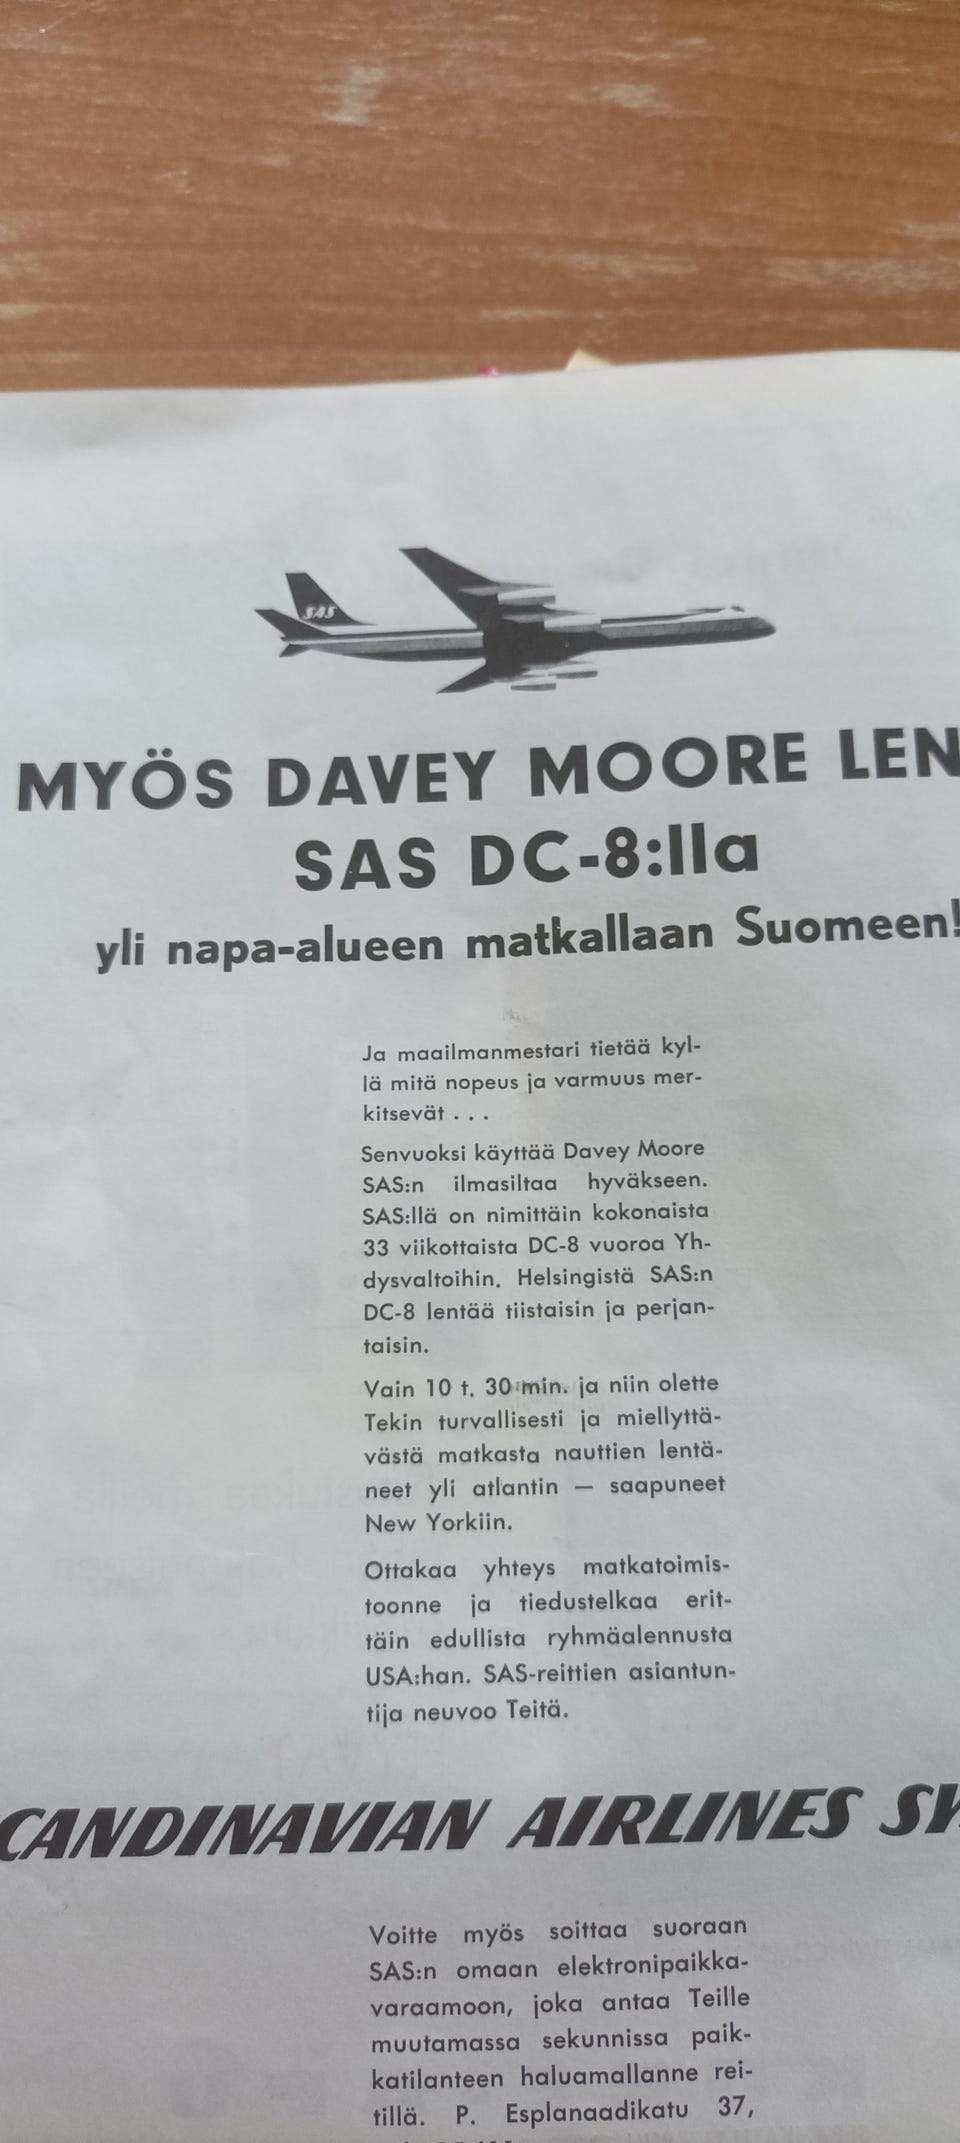 SAS
MYÖS DAVEY MOORE LEN
SAS DC-8:lla
yli napa-alueen matkallaan Suomeen!
Ja maailmanmestari tietää kyl-
lä mitä nopeus ja varmuus mer-
kitsevät . . .
Senvuoksi käyttää Davey Moore
SAS:n ilmasiltaa hyväkseen.
SAS:llä on nimittäin kokonaista
33 viikottaista DC-8 vuoroa Yh-
dysvaltoihin. Helsingistä SAS:n
DC-8 lentää tiistaisin ja perjan-
taisin.
Vain 10 t. 30 min. ja niin olette
Tekin turvallisesti ja miellyttä-
västä matkasta nauttien lentä-
neet yli atlantin — saapuneet
New Yorkiin.
Ottakaa yhteys matkatoimis-
toonne ja tiedustelkaa erit-
täin edullista ryhmäalennusta
USA:han. SAS-reittien asiantun-
tija neuvoo Teitä.
CANDINAVIAN AIRLINES SY
Voitte myös soittaa suoraan
SAS:n omaan elektronipaikka-
varaamoon, joka antaa Teille
muutamassa sekunnissa paik-
katilanteen haluamallanne rei-
tillä. P. Esplanaadikatu 37,